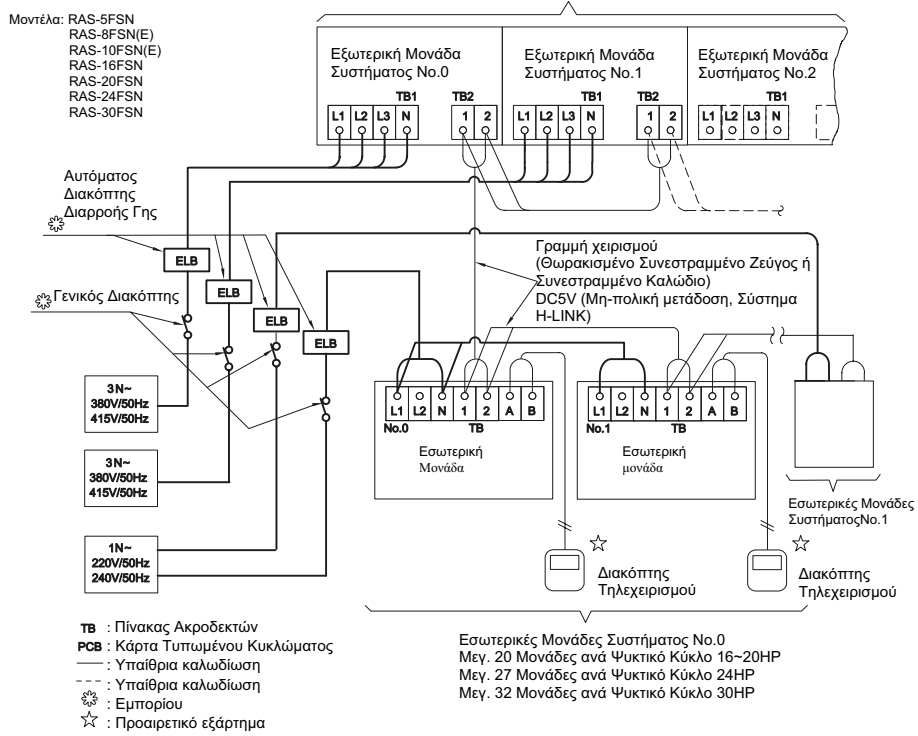 Μοντέλα: RAS-5FSN
RAS-8FSN(E)
RAS-10FSN(E)
RAS-16FSN
RAS-20FSN
RAS-24FSN
RAS-30FSN
Εξωτερική Μονάδα
Συστήματος No.0
Εξωτερική Μονάδα
Συστήματος No.1
Εξωτερική Μονάδα
Συστήματος No.2
TB1 TB2 TB1 TB2 TB1
L1 L2 L3 N 1 2 L1 L2 L3 N 1 2 L1 L2 L3 N
Αυτόματος
Διακόπτης
Διαρροής Γης
ELB
ELB
ELB
ELB
Γενικός Διακόπτης
Γραμμή χειρισμού
(Θωρακισμένο Συνεστραμμένο Ζεύγος ή
Συνεστραμμένο Καλώδιο)
DC5V (Μη-πολική μετάδοση, Σύστημα
H-LINK)
3N~
380V/50Hz
415V/50Hz
3N~
380V/50Hz
415V/50Hz
1N~
220V/50Hz
240V/50Hz
L1 L2 N 1 2 A B
No.0 TB
Εσωτερική
Μονάδα
L1 L2 N 1 2 A B
No.1 TB
Εσωτερική
μονάδα
Εσωτερικές Μονάδες
ΣυστήματοςNo.1
Διακόπτης
Τηλεχειρισμού
Διακόπτης
Τηλεχειρισμού
TB : Πίνακας Ακροδεκτών
PCB : Κάρτα Τυπωμένου Κυκλώματος
: Υπαίθρια καλωδίωση
: Υπαίθρια καλωδίωση
: Εμπορίου
: Προαιρετικό εξάρτημα
Εσωτερικές Μονάδες Συστήματος No.0
Μεγ. 20 Μονάδες ανά Ψυκτικό Κύκλο 16~20HP
Μεγ. 27 Μονάδες ανά Ψυκτικό Κύκλο 24HP
Μεγ. 32 Μονάδες ανά Ψυκτικό Κύκλο 30HP